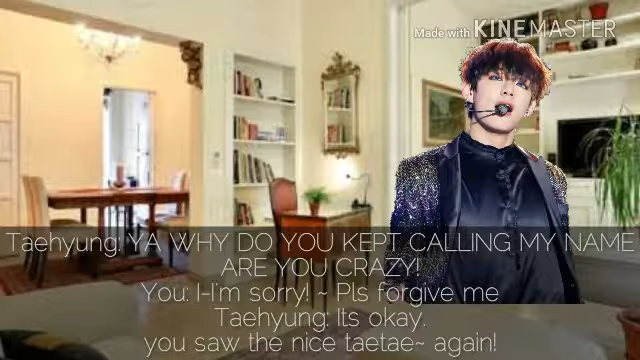 Made with KINEMASTER
Taehyung: YA WHY DO YOU KEPT CALLING MY NAME
ARE YOU CRAZY!
You: I-I'm sorry! Pls forgive me
Taehyung: Its okay.
you saw the nice taetae~ again!